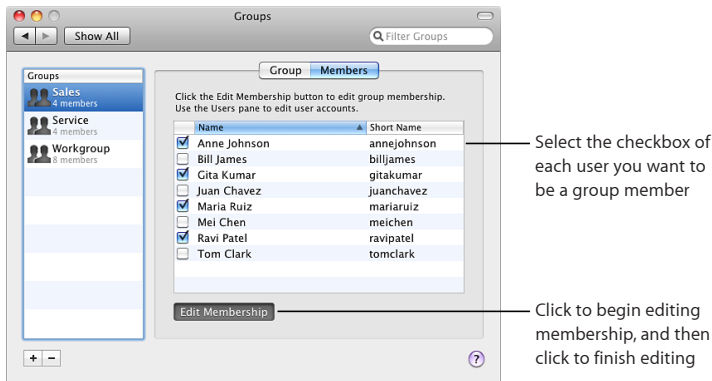 Groups
Show All
Filter Groups
Groups
Sales
4 members
Service
4 members
Workgroup
8 members
Group Members
Click the Edit Membership button to edit group membership.
Use the Users pane to edit user accounts.
Name Short Name
Anne Johnson annejohnson
Bill James billjames
Gita Kumar gitakumar
Juan Chavez juanchavez
Maria Ruiz mariaruiz
Mei Chen meichen
Ravi Patel ravipatel
Tom Clark tomclark
Edit Membership
+ −
?
Select the checkbox of
each user you want to
be a group member
Click to begin editing
membership, and then
click to finish editing